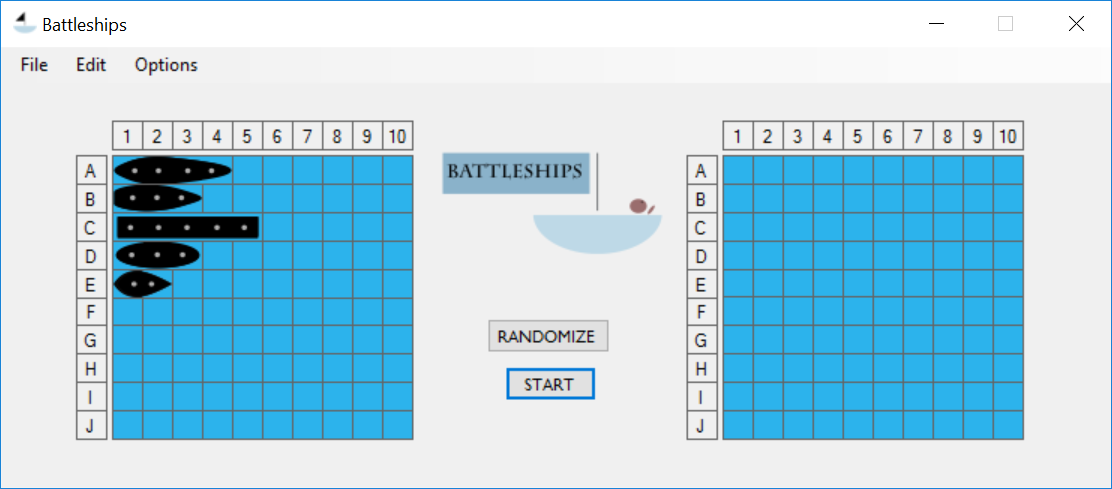 Battleships
File Edit Options
1 2 3 4 5 6 7 8 9 10
A
B
C
D
E
F
G
H
I
J
BATTLESHIPS
RANDOMIZE
START
1 2 3 4 5 6 7 8 9 10
A
B
C
D
E
F
G
H
I
J